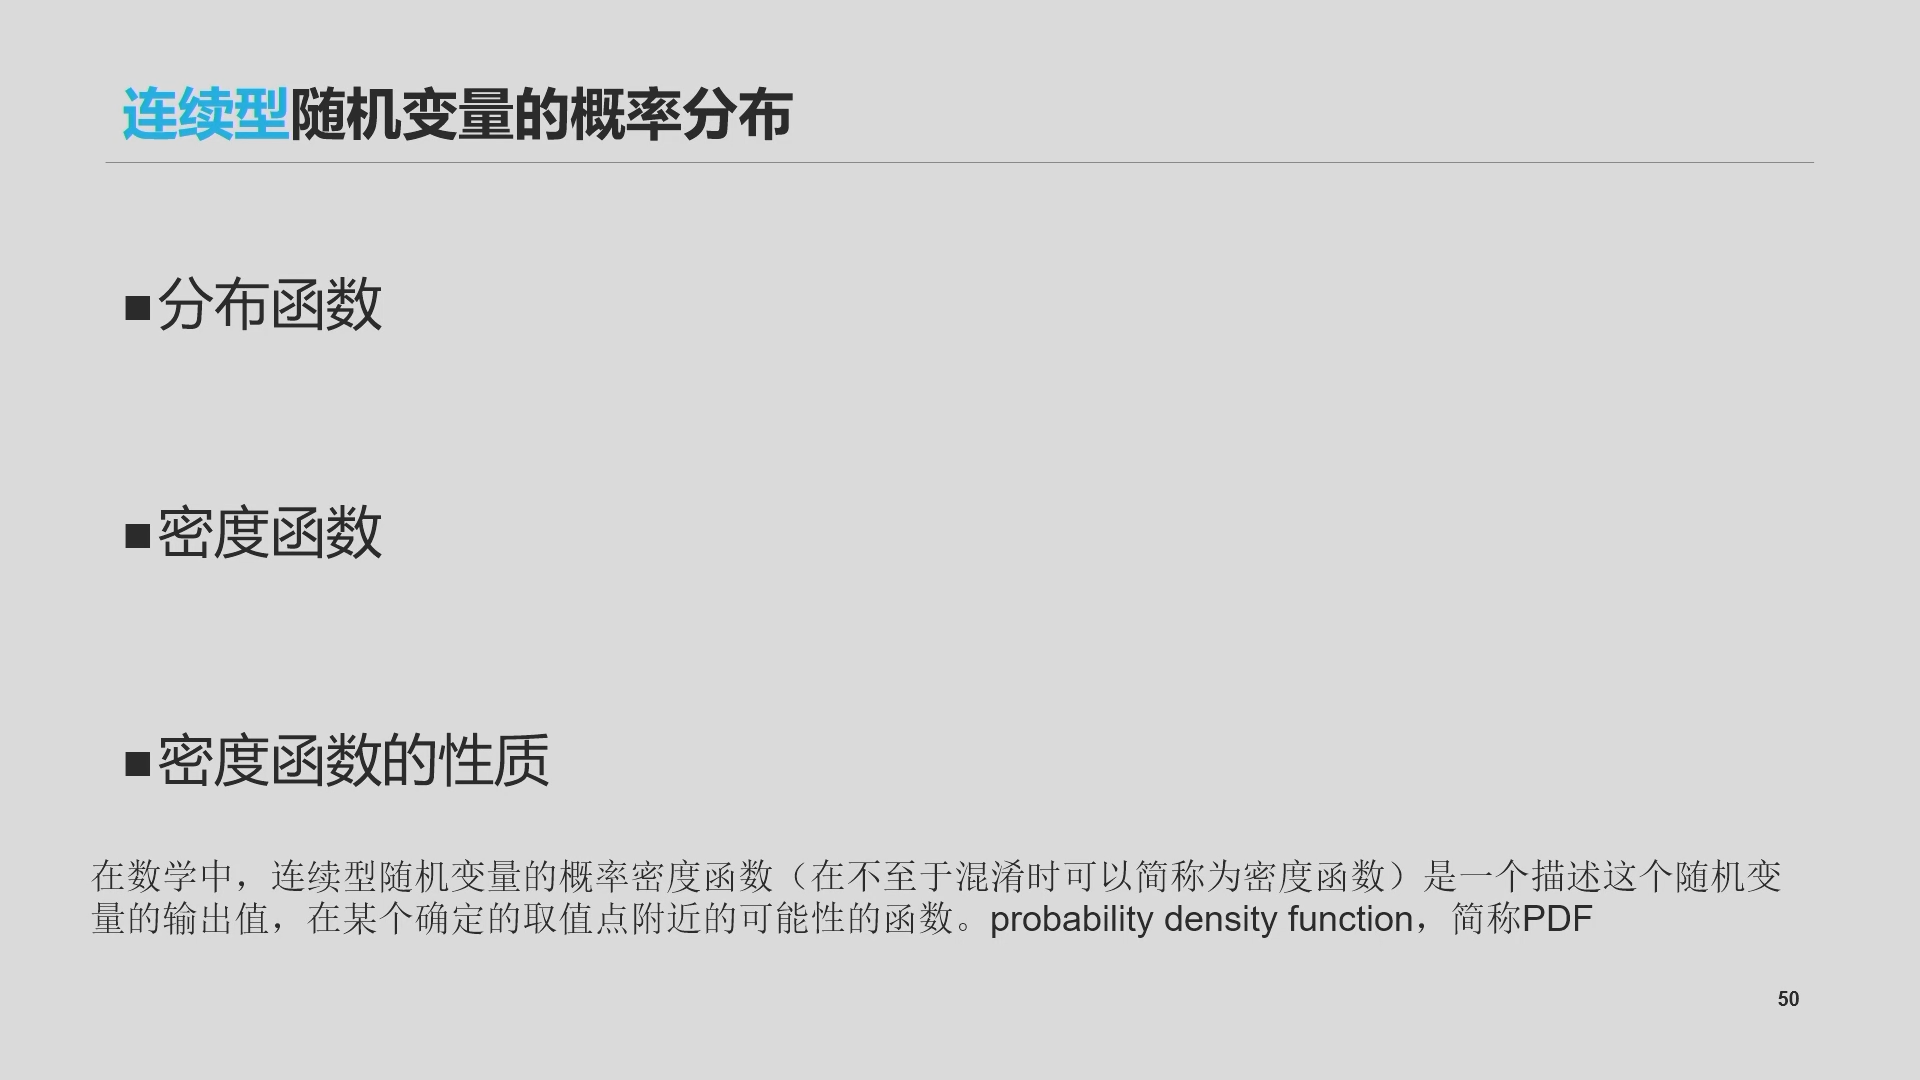 连续型随机变量的概率分布
■分布函数
■密度函数
■密度函数的性质
在数学中，连续型随机变量的概率密度函数（在不至于混淆时可以简称为密度函数）是一个描述这个随机变
量的输出值，在某个确定的取值点附近的可能性的函数。probability density function，简称PDF
50